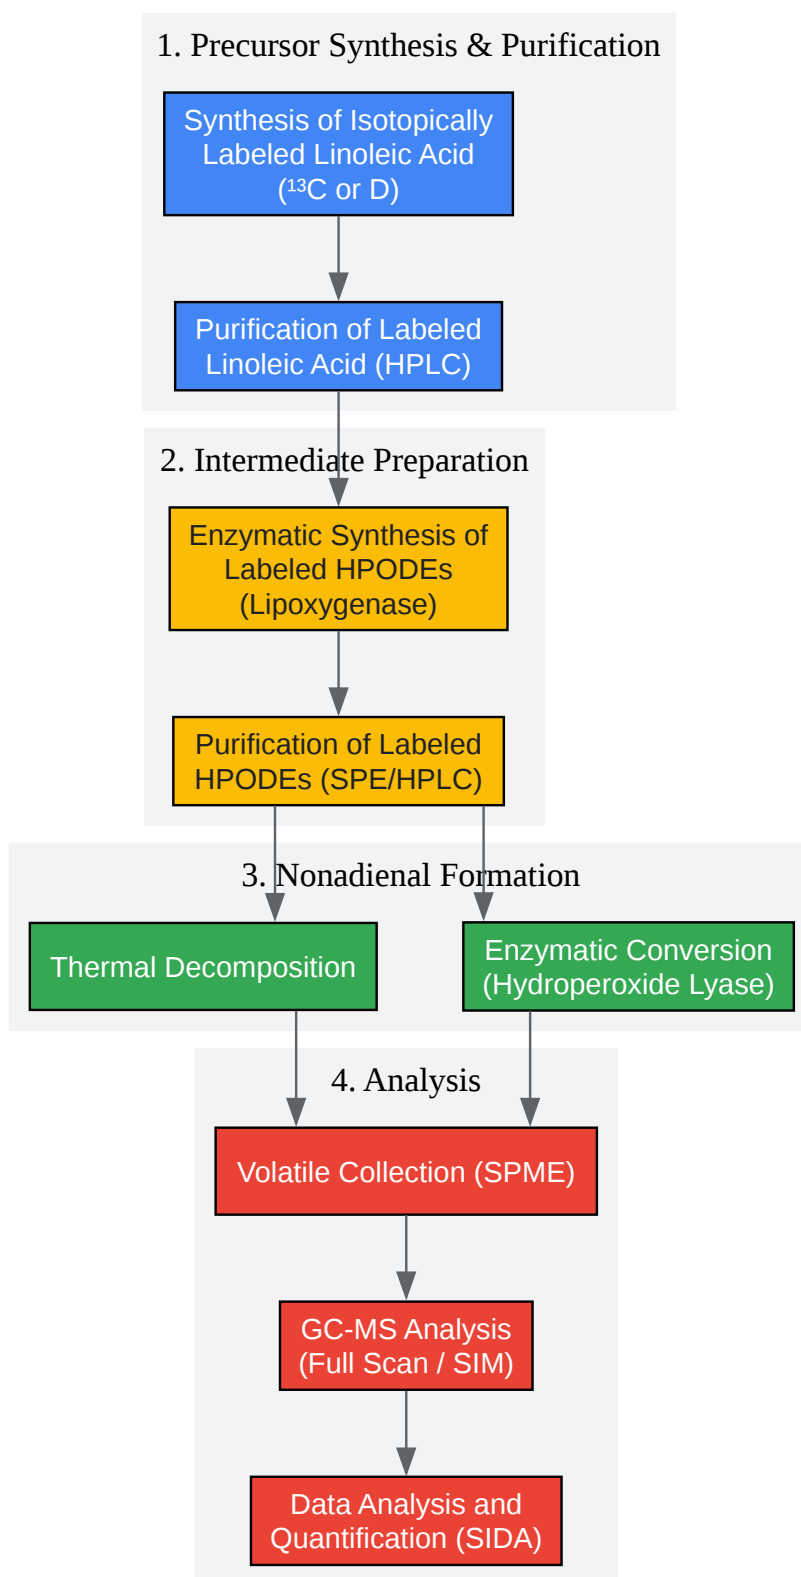 1. Precursor Synthesis & Purification
Synthesis of Isotopically
Labeled Linoleic Acid
(¹³C or D)
Purification of Labeled
Linoleic Acid (HPLC)
2. Intermediate Preparation
Enzymatic Synthesis of
Labeled HPODEs
(Lipoxygenase)
Purification of Labeled
HPODEs (SPE/HPLC)
3. Nonadienal Formation
Thermal Decomposition
Enzymatic Conversion
(Hydroperoxide Lyase)
4. Analysis
Volatile Collection (SPME)
GC-MS Analysis
(Full Scan / SIM)
Data Analysis and
Quantification (SIDA)